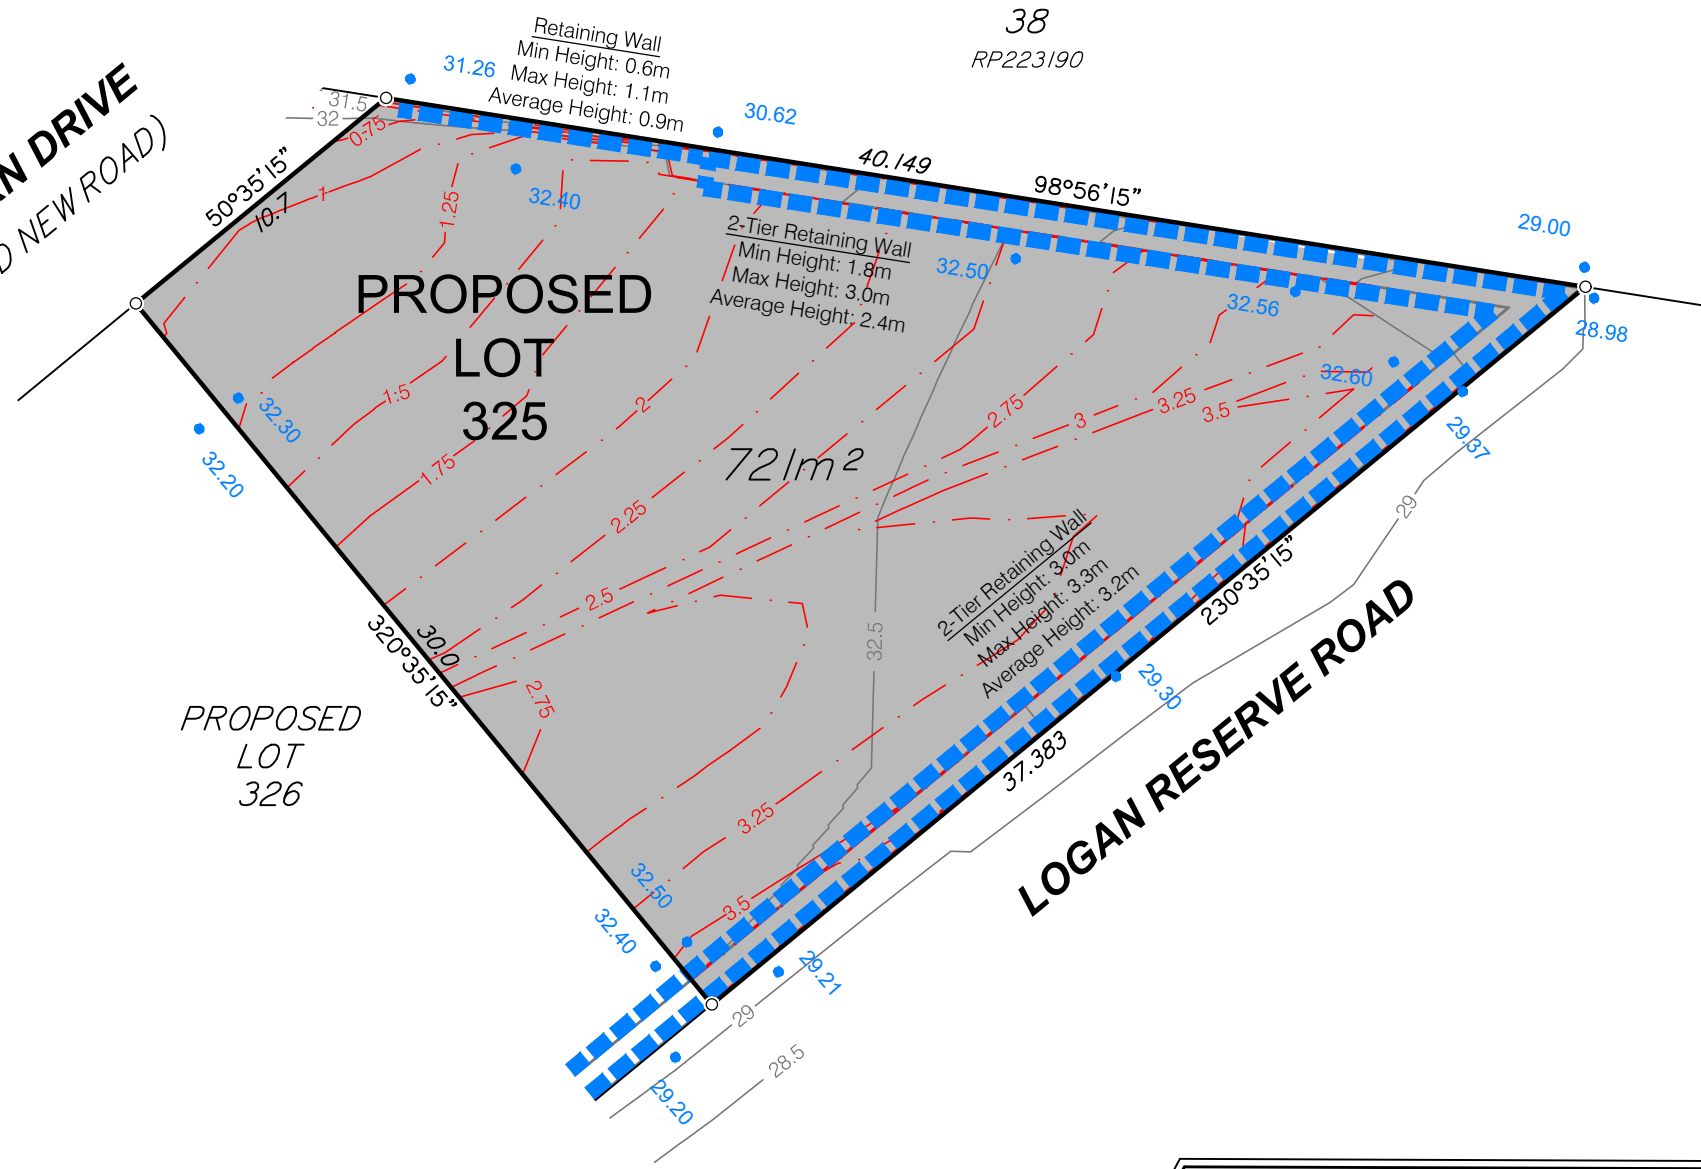 38
RP223190
Retaining Wall
Min Height: 0.6m
Max Height: 1.1m
Average Height: 0.9m
31.26
30.62
31.5
32
0.75
DRIVE
NEW ROAD)
50°35'15"
10.7
1
1.25
32.40
40.149
98°56'15"
29.00
28.98
2-Tier Retaining Wall
Min Height: 1.8m
Max Height: 3.0m
Average Height: 2.4m
32.50
32.56
32.60
29.37
PROPOSED
LOT
325
721m²
32.30
32.20
1.5
1.75
2
2.25
2.5
2.75
3
3.25
3.5
29
2-Tier Retaining Wall
Min Height: 3.0m
Max Height: 3.3m
Average Height: 3.2m
230°35'15"
32.5
320°35'15"
30.0
2.75
PROPOSED
LOT
326
29.30
37.383
LOGAN RESERVE ROAD
3.25
3.5
32.50
32.40
29.21
29
28.5
29.20